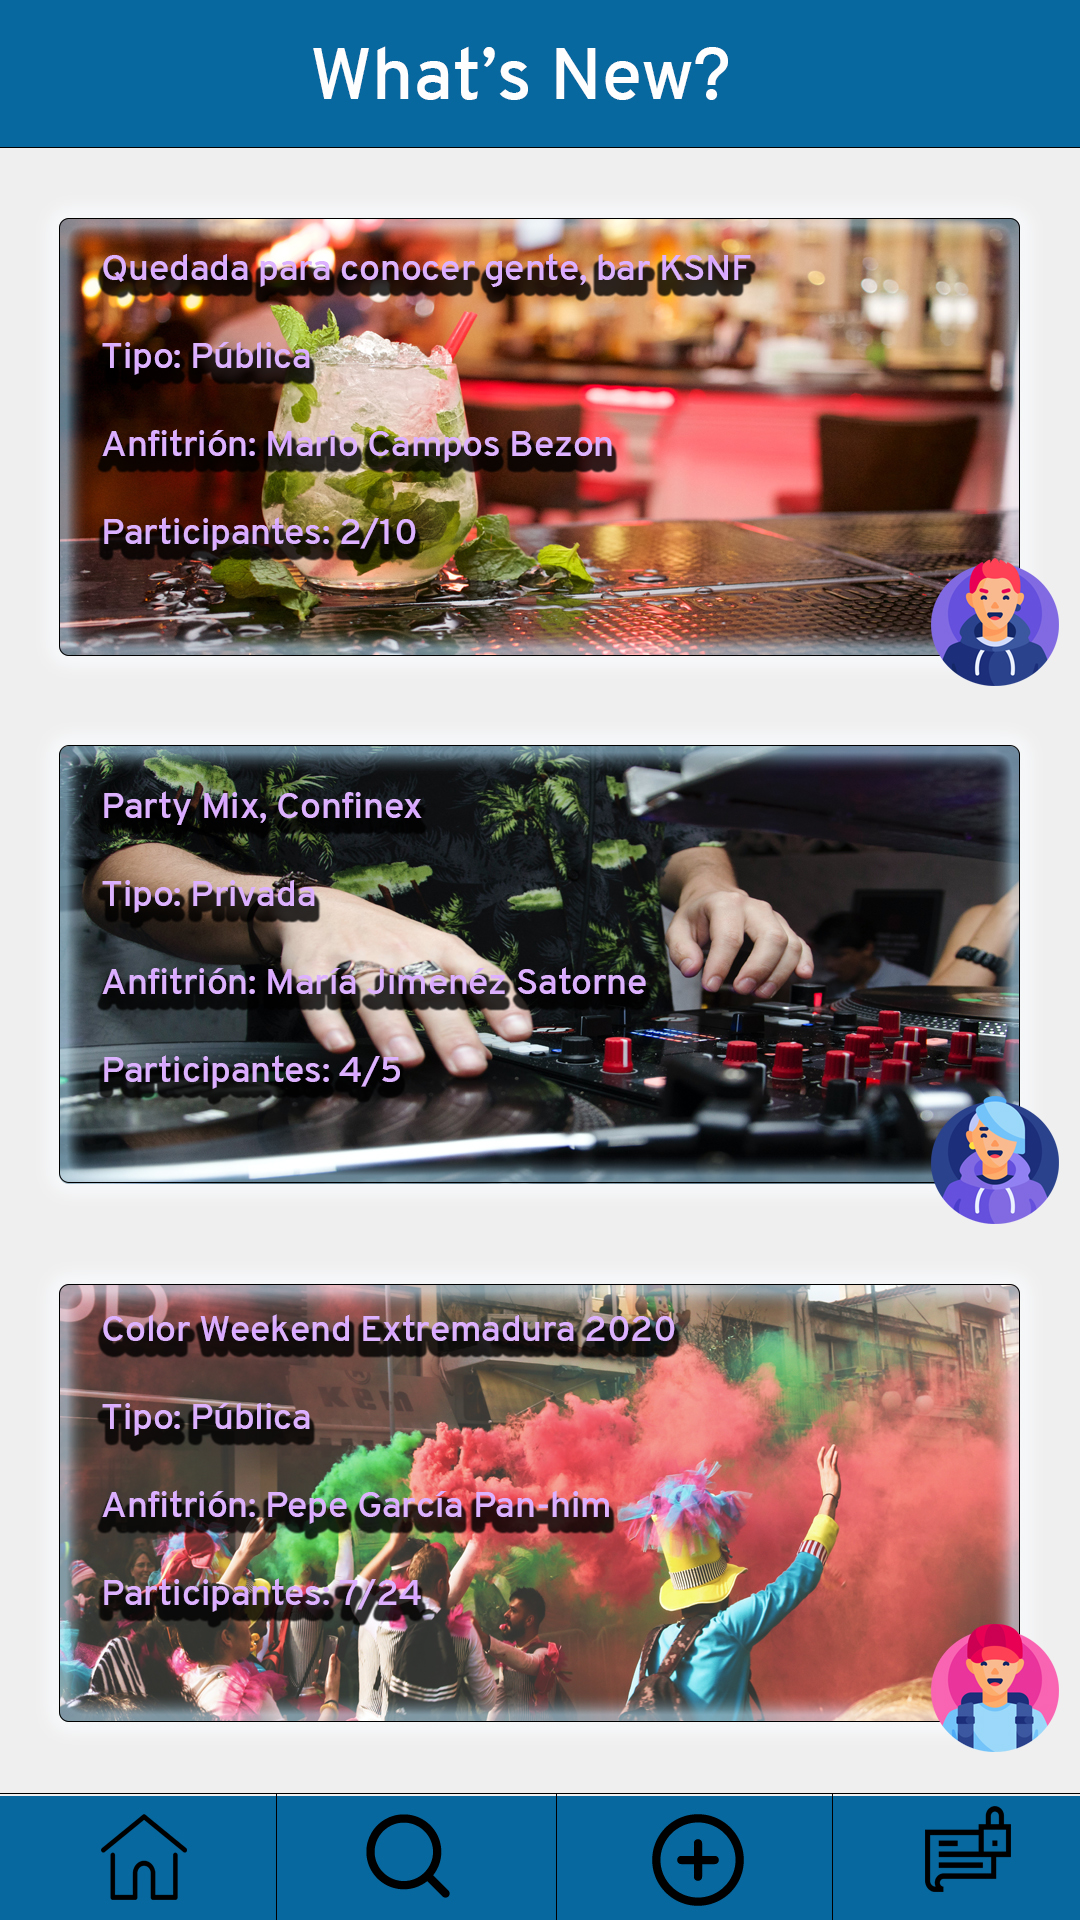 What’s New?
Quedada para conocer gente, bar KSNF
Tipo: Pública
Anfitrión: Mario Campos Bezon
Participantes: 2/10
Party Mix, Confinex
Tipo: Privada
Anfitrión: María Jimenéz Satorne
Participantes: 4/5
Color Weekend Extremadura 2020
Tipo: Pública
Anfitrión: Pepe García Pan-him
Participantes: 7/24